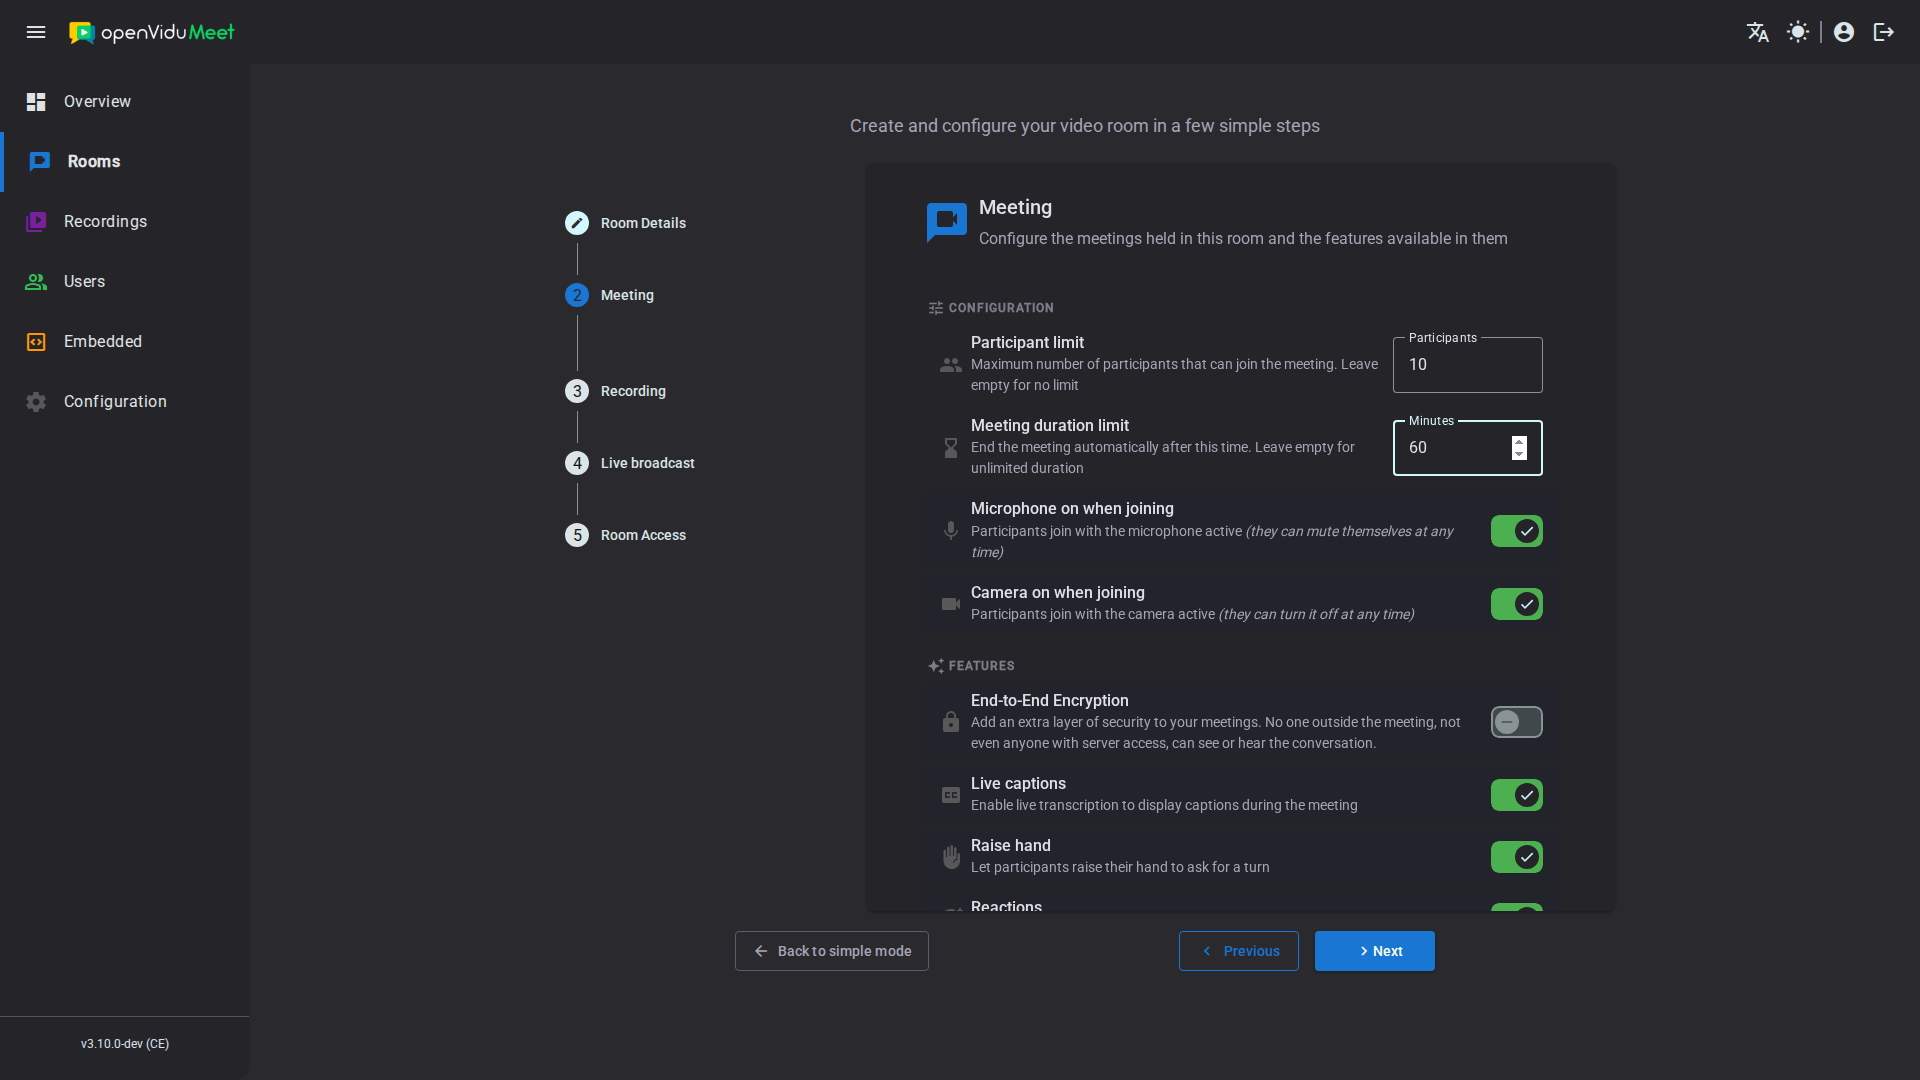 openVidu Meet
Overview
Rooms
Recordings
Users
Embedded
Configuration
v3.10.0-dev (CE)
Create and configure your video room in a few simple steps
Room Details
2 Meeting
3 Recording
4 Live broadcast
5 Room Access
Meeting
Configure the meetings held in this room and the features available in them
CONFIGURATION
Participant limit
Maximum number of participants that can join the meeting. Leave
empty for no limit
Participants
10
Meeting duration limit
End the meeting automatically after this time. Leave empty for
unlimited duration
Minutes
60
Microphone on when joining
Participants join with the microphone active (they can mute themselves at any
time)
Camera on when joining
Participants join with the camera active (they can turn it off at any time)
FEATURES
End-to-End Encryption
Add an extra layer of security to your meetings. No one outside the meeting, not
even anyone with server access, can see or hear the conversation.
CC
Live captions
Enable live transcription to display captions during the meeting
Raise hand
Let participants raise their hand to ask for a turn
Reactions
Back to simple mode
Previous
Next